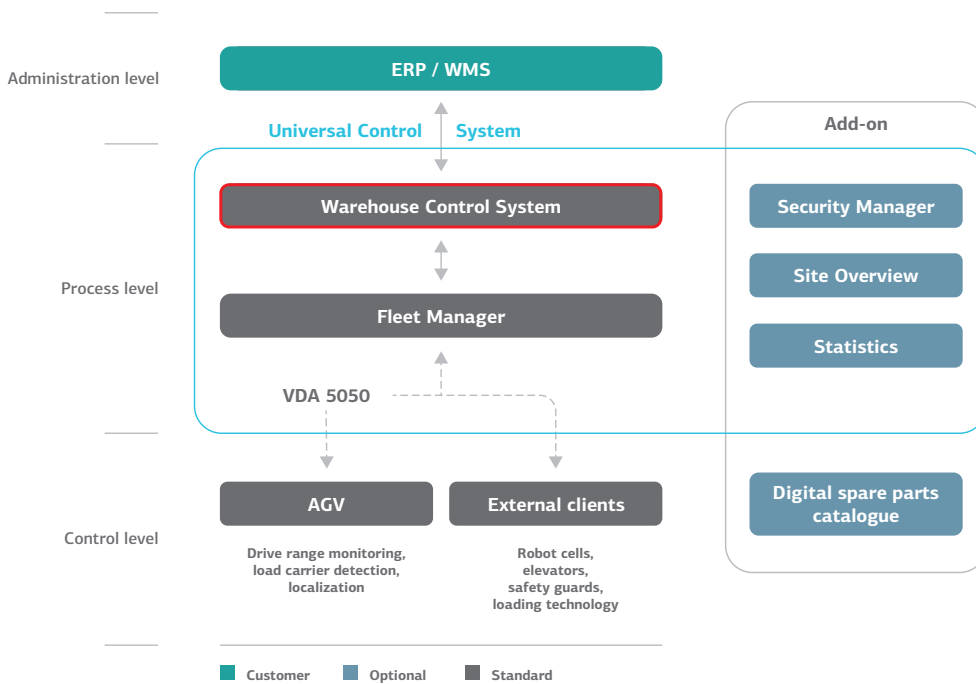 Administration level
ERP / WMS
Universal Control System
Add-on
Process level
Warehouse Control System
Security Manager
Site Overview
Fleet Manager
Statistics
VDA 5050
Control level
AGV
External clients
Digital spare parts
catalogue
Drive range monitoring,
load carrier detection,
localization
Robot cells,
elevators,
safety guards,
loading technology
Customer
Optional
Standard